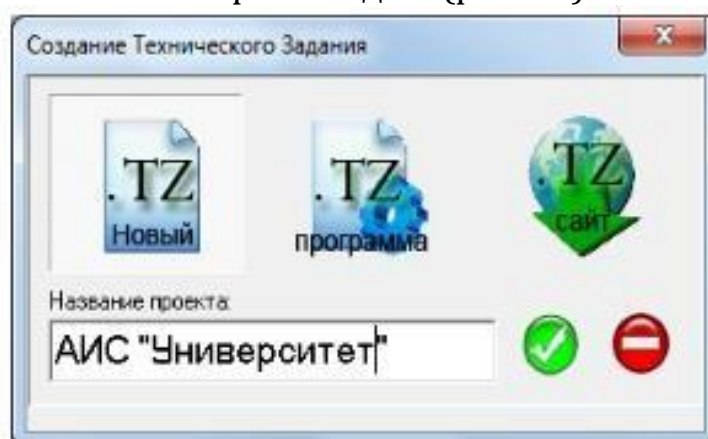 Создание Технического Задания
.TZ
Новый
.TZ
программа
.TZ
сайт
Название проекта:
АИС "Университет"